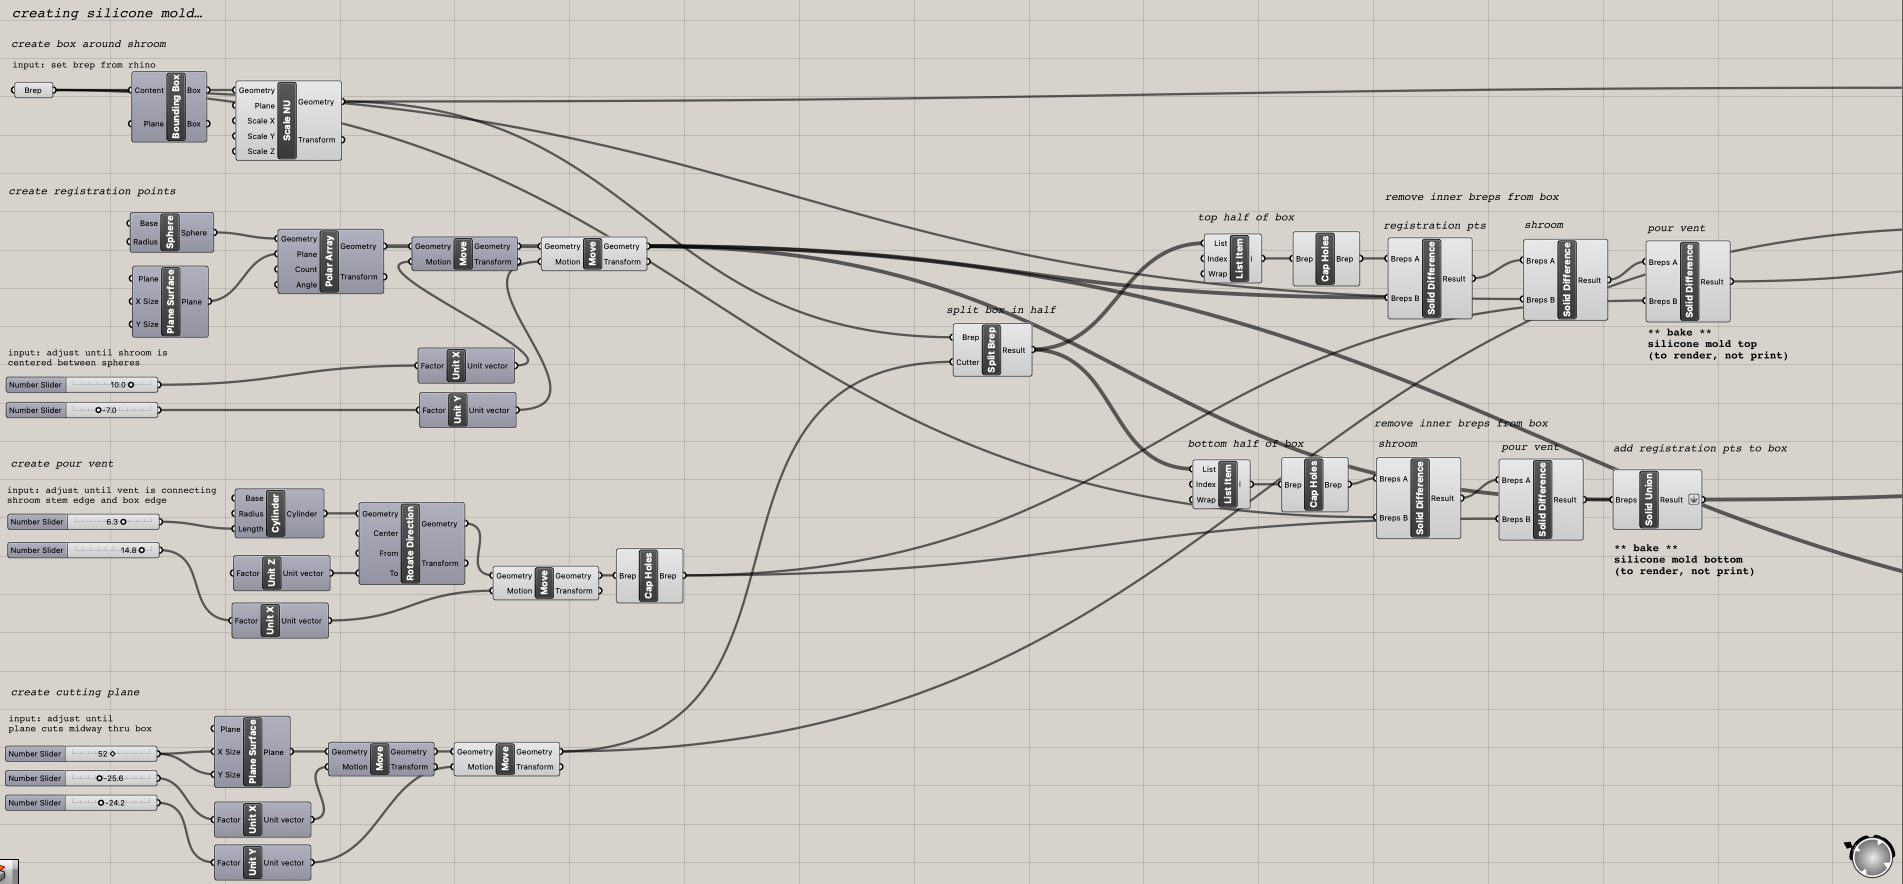 creating silicone mold…
create box around shroom
input: set brep from rhino
Brep
Content
Plane
Bounding Box
Box
Box
Geometry
Plane
Scale X
Scale Y
Scale Z
Scale NU
Geometry
Transform
create registration points
Base
Radius
Sphere
Sphere
Plane
X Size
Y Size
Plane Surface
Plane
Geometry
Plane
Count
Angle
Polar Array
Geometry
Transform
Geometry
Motion
Move
Geometry
Transform
Geometry
Motion
Move
Geometry
Transform
input: adjust until shroom is
centered between spheres
Number Slider
10.0
Number Slider
-7.0
Factor
Unit X
Unit vector
Factor
Unit Y
Unit vector
create pour vent
input: adjust until vent is connecting
shroom stem edge and box edge
Number Slider
6.3
Number Slider
14.8
Base
Radius
Length
Cylinder
Cylinder
Factor
Unit Z
Unit vector
Factor
Unit X
Unit vector
Geometry
Center
From
To
Rotate Direction
Geometry
Transform
Geometry
Motion
Move
Geometry
Transform
Brep
Cap Holes
Brep
create cutting plane
input: adjust until
plane cuts midway thru box
Number Slider
52
Number Slider
-25.6
Number Slider
-24.2
Plane
X Size
Y Size
Plane Surface
Plane
Factor
Unit X
Unit vector
Factor
Unit Y
Unit vector
Geometry
Motion
Move
Geometry
Transform
Geometry
Motion
Move
Geometry
Transform
split box in half
Brep
Cutter
Split Brep
Result
top half of box
List
Index
Wrap
List Item
i
Brep
Cap Holes
Brep
remove inner breps from box
registration pts
Breps A
Breps B
Solid Difference
Result
shroom
Breps A
Breps B
Solid Difference
Result
pour vent
Breps A
Breps B
Solid Difference
Result
** bake **
silicone mold top
(to render, not print)
bottom half of box
List
Index
Wrap
List Item
i
Brep
Cap Holes
Brep
remove inner breps from box
shroom
Breps A
Breps B
Solid Difference
Result
pour vent
Breps A
Breps B
Solid Difference
Result
add registration pts to box
Breps
Solid Union
Result
** bake **
silicone mold bottom
(to render, not print)